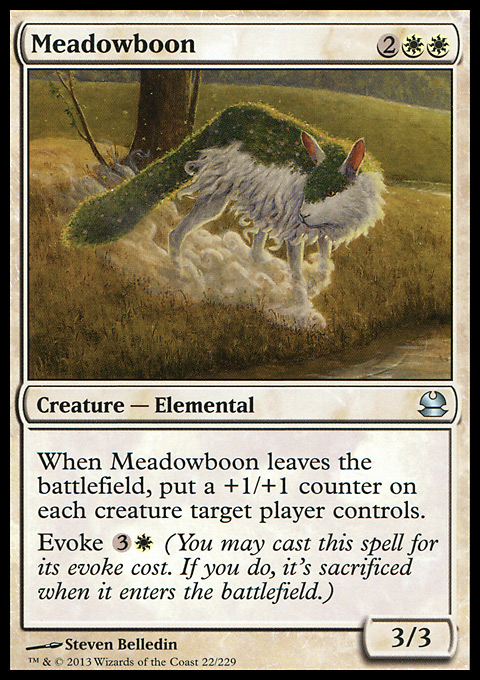 Meadowboon 2
Creature — Elemental
When Meadowboon leaves the
battlefield, put a +1/+1 counter on
each creature target player controls.
Evoke 3 (You may cast this spell for
its evoke cost. If you do, it's sacrificed
when it enters the battlefield.)
Steven Belledin
3/3
™ & © 2013 Wizards of the Coast 22/229